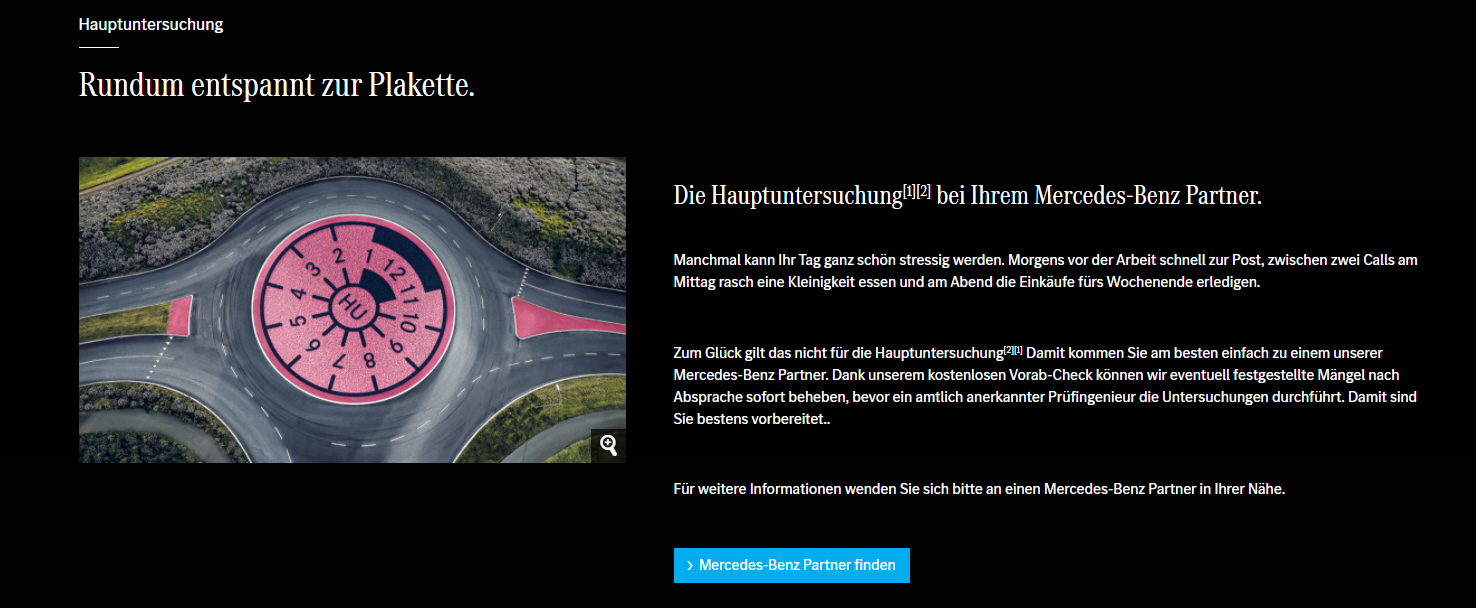 Hauptuntersuchung
Rundum entspannt zur Plakette.
1
2
3
4
5
6
7
8
9
10
11
12
HU
Die Hauptuntersuchung[1][2] bei Ihrem Mercedes-Benz Partner.
Manchmal kann Ihr Tag ganz schön stressig werden. Morgens vor der Arbeit schnell zur Post, zwischen zwei Calls am
Mittag rasch eine Kleinigkeit essen und am Abend die Einkäufe fürs Wochenende erledigen.
Zum Glück gilt das nicht für die Hauptuntersuchung[2][1] Damit kommen Sie am besten einfach zu einem unserer
Mercedes-Benz Partner. Dank unserem kostenlosen Vorab-Check können wir eventuell festgestellte Mängel nach
Absprache sofort beheben, bevor ein amtlich anerkannter Prüfingenieur die Untersuchungen durchführt. Damit sind
Sie bestens vorbereitet..
Für weitere Informationen wenden Sie sich bitte an einen Mercedes-Benz Partner in Ihrer Nähe.
› Mercedes-Benz Partner finden